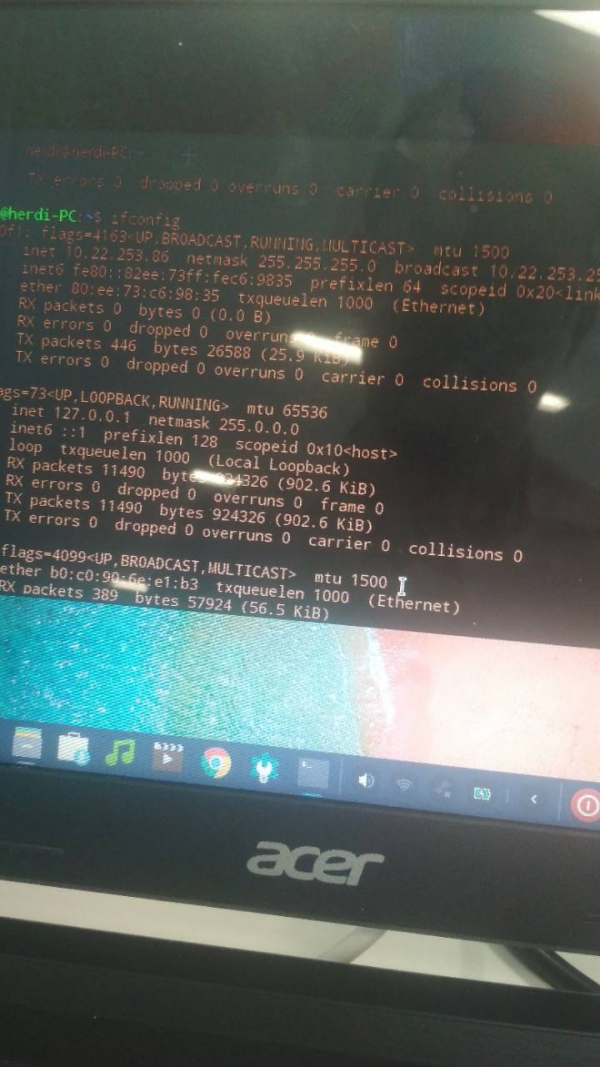 herdi@herdi-PC:~
TX errors 0 dropped 0 overruns 0 carrier 0 collisions 0
@herdi-PC:~$ ifconfig
0f1: flags=4163<UP,BROADCAST,RUNNING,MULTICAST> mtu 1500
inet 10.22.253.86 netmask 255.255.255.0 broadcast 10.22.253.25
inet6 fe80::82ee:73ff:fec6:9835 prefixlen 64 scopeid 0x20<link
ether 80:ee:73:c6:98:35 txqueuelen 1000 (Ethernet)
RX packets 0 bytes 0 (0.0 B)
RX errors 0 dropped 0 overruns frame 0
TX packets 446 bytes 26588 (25.9 KiB)
TX errors 0 dropped 0 overruns 0 carrier 0 collisions 0
ags=73<UP,LOOPBACK,RUNNING> mtu 65536
inet 127.0.0.1 netmask 255.0.0.0
inet6 ::1 prefixlen 128 scopeid 0x10<host>
loop txqueuelen 1000 (Local Loopback)
RX packets 11490 bytes 924326 (902.6 KiB)
RX errors 0 dropped 0 overruns 0 frame 0
TX packets 11490 bytes 924326 (902.6 KiB)
TX errors 0 dropped 0 overruns 0 carrier 0 collisions 0
flags=4099<UP,BROADCAST,MULTICAST> mtu 1500
ether b0:c0:90:6e:e1:b3 txqueuelen 1000 (Ethernet)
RX packets 389 bytes 57924 (56.5 KiB)
acer